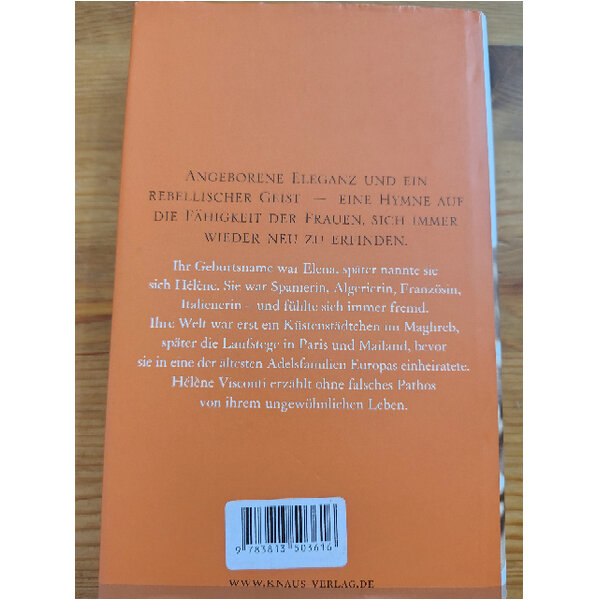 ANGEBORENE ELEGANZ UND EIN
REBELLISCHER GEIST — EINE HYMNE AUF
DIE FÄHIGKEIT DER FRAUEN, SICH IMMER
WIEDER NEU ZU ERFINDEN.
Ihr Geburtsname war Elena, später nannte sie
sich Hélène. Sie war Spanierin, Algerierin, Französin,
Italienerin – und fühlte sich immer fremd.
Ihre Welt war erst ein Küstenstädtchen im Maghreb,
später die Laufstege in Paris und Mailand, bevor
sie in eine der ältesten Adelsfamilien Europas einheiratete.
Hélène Visconti erzählt ohne falsches Pathos
von ihrem ungewöhnlichen Leben.
9 783813 503616
WWW.KNAUS-VERLAG.DE